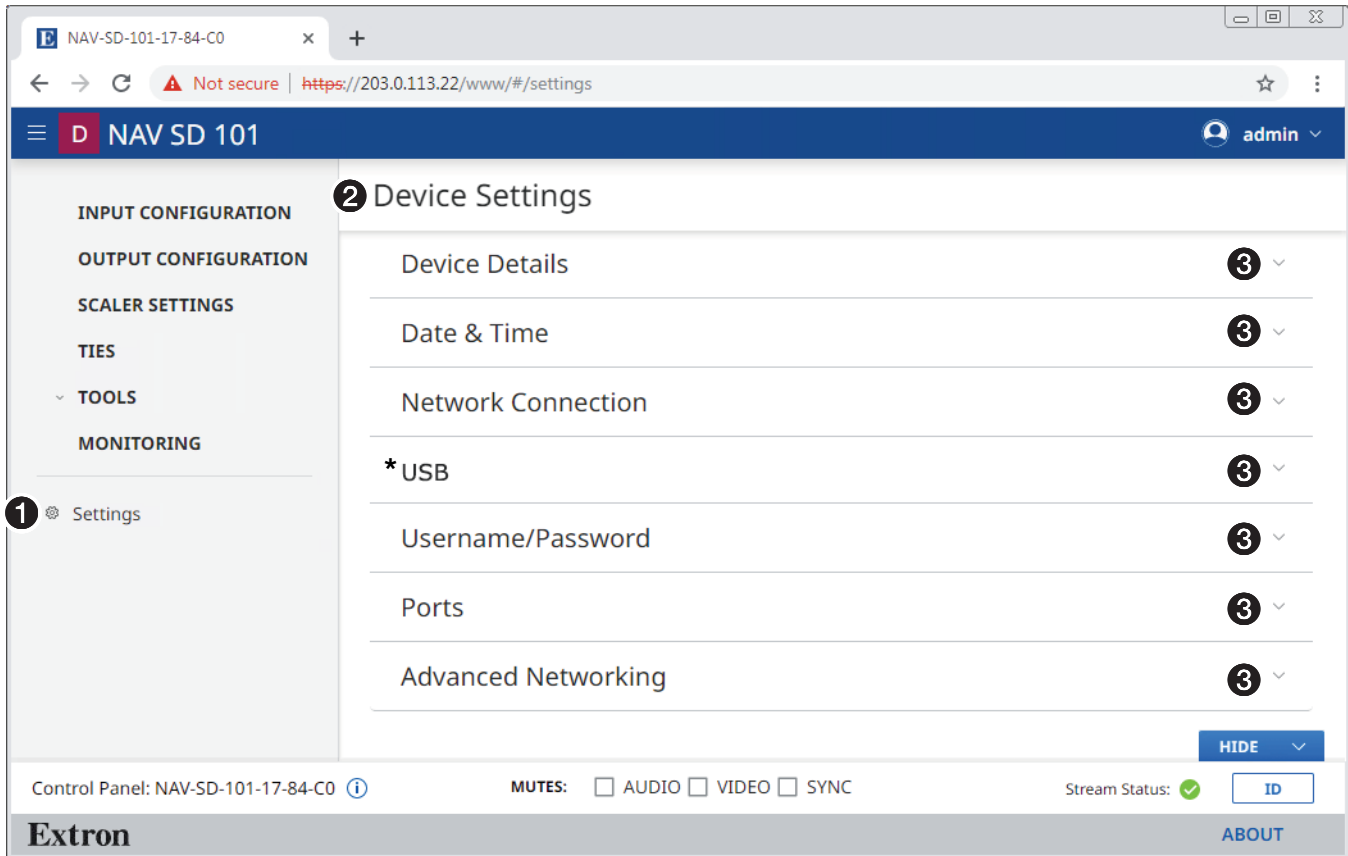 E NAV-SD-101-17-84-C0
Not secure | https://203.0.113.22/www/#/settings
D NAV SD 101
admin
INPUT CONFIGURATION
OUTPUT CONFIGURATION
SCALER SETTINGS
TIES
TOOLS
MONITORING
1 Settings
2 Device Settings
Device Details 3
Date & Time 3
Network Connection 3
* USB 3
Username/Password 3
Ports 3
Advanced Networking 3
HIDE
Control Panel: NAV-SD-101-17-84-C0 i MUTES: AUDIO VIDEO SYNC Stream Status: ID
Extron ABOUT